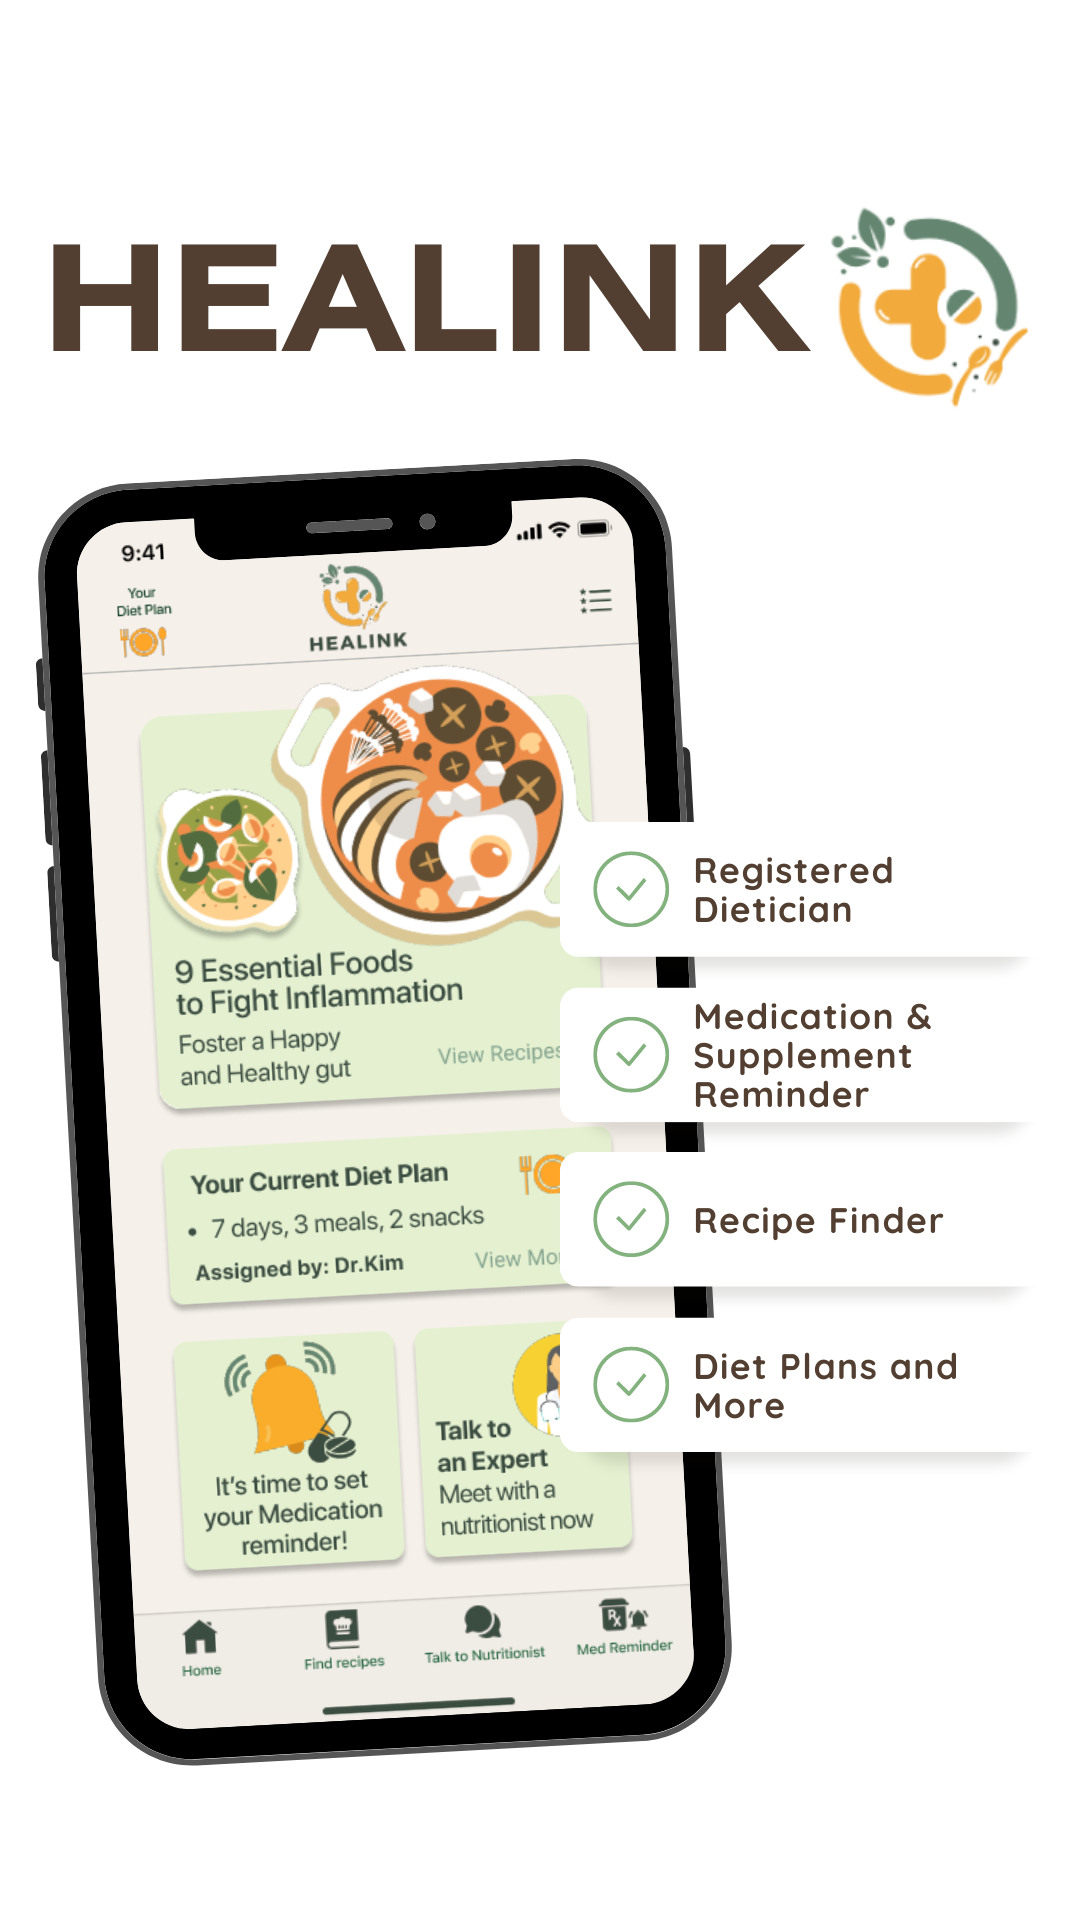 HEALINK
9:41
Your
Diet Plan
HEALINK
9 Essential Foods
to Fight Inflammation
Foster a Happy
and Healthy gut
View Recipes
Your Current Diet Plan
• 7 days, 3 meals, 2 snacks
Assigned by: Dr.Kim
View Mo
It's time to set
your Medication
reminder!
Talk to
an Expert
Meet with a
nutritionist now
Home
Find recipes
Talk to Nutritionist
Rx
Med Reminder
Registered
Dietician
Medication &
Supplement
Reminder
Recipe Finder
Diet Plans and
More